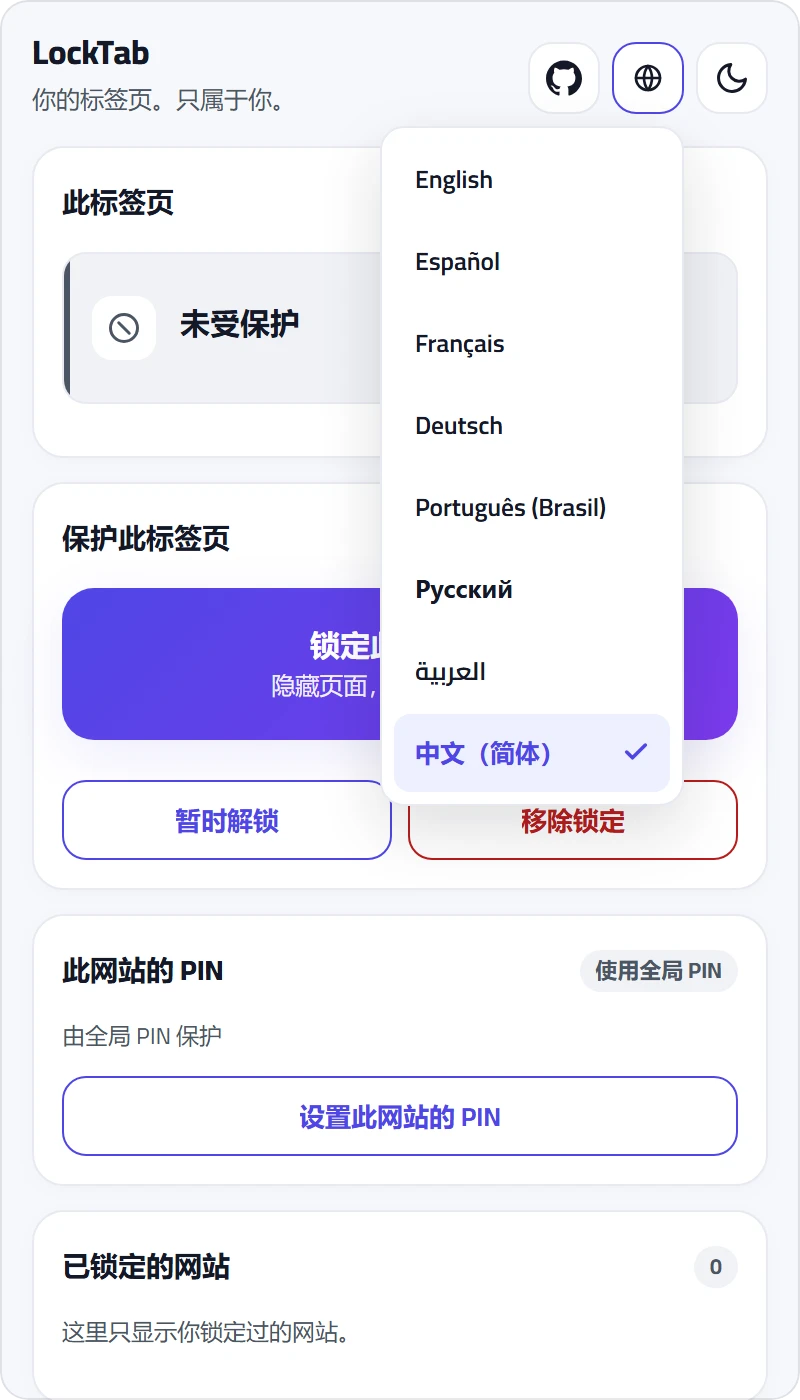 LockTab
你的标签页。只属于你。
此标签页
未受保护
English
Español
Français
Deutsch
Português (Brasil)
Русский
العربية
中文（简体）
保护此标签页
锁定
隐藏页面，
暂时解锁
移除锁定
此网站的 PIN
使用全局 PIN
由全局 PIN 保护
设置此网站的 PIN
已锁定的网站
0
这里只显示你锁定过的网站。